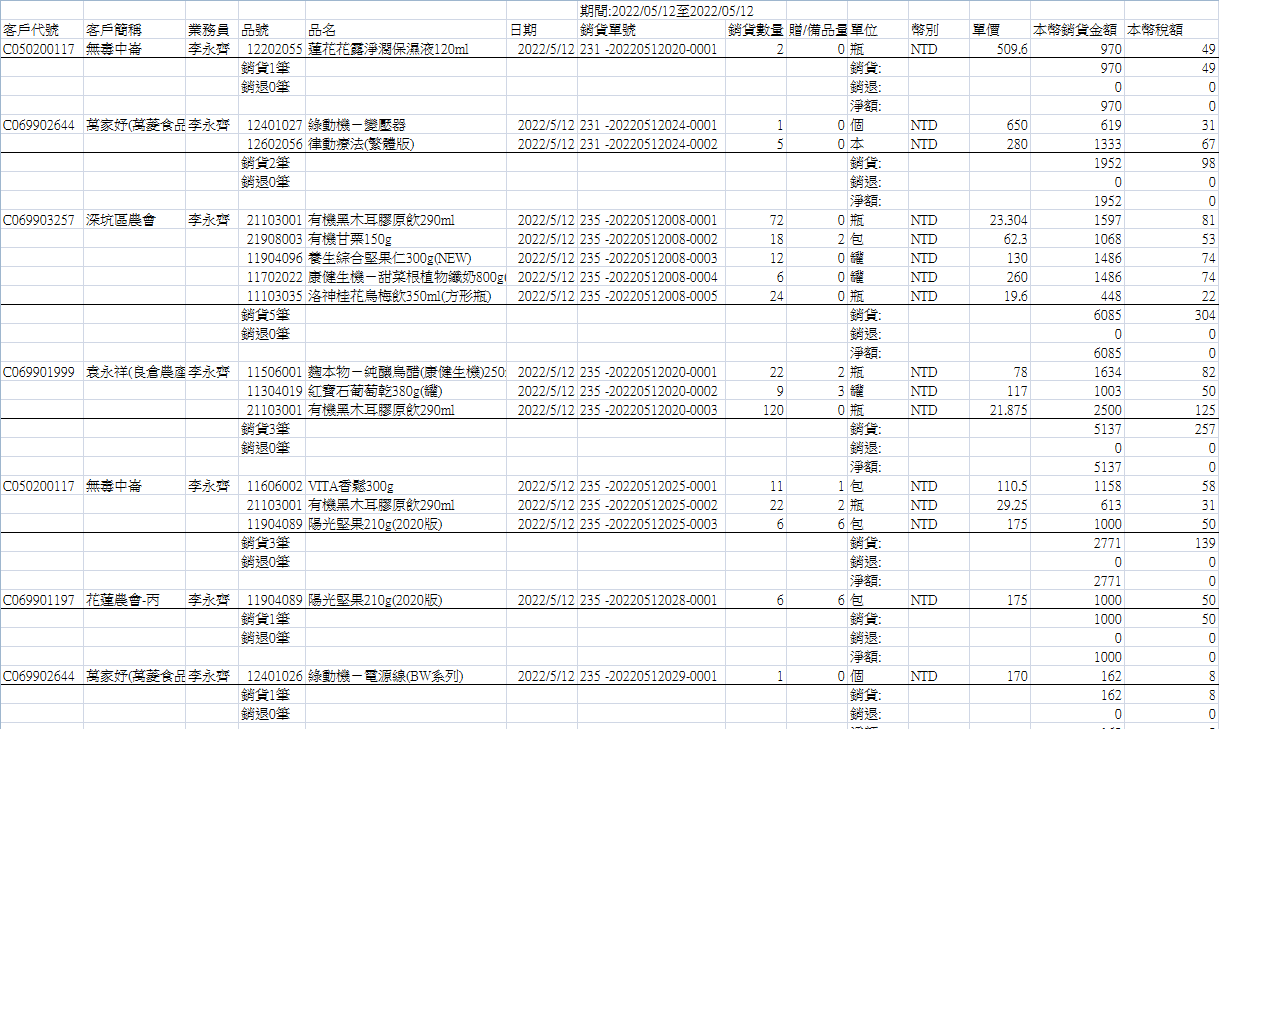 期間:2022/05/12至2022/05/12
客戶代號 客戶簡稱 業務員 品號 品名 日期 銷貨單號 銷貨數量 贈/備品量 單位 幣別 單價 本幣銷貨金額 本幣稅額
C050200117 無毒中崙 李永齊 12202055 蓮花花露淨潤保濕液120ml 2022/5/12 231 -20220512020-0001 2 0 瓶 NTD 509.6 970 49
銷貨1筆 銷貨: 970 49
銷退0筆 銷退: 0 0
淨額: 970 0
C069902644 萬家妤(萬菱食品 李永齊 12401027 綠動機－變壓器 2022/5/12 231 -20220512024-0001 1 0 個 NTD 650 619 31
12602056 律動療法(繁體版) 2022/5/12 231 -20220512024-0002 5 0 本 NTD 280 1333 67
銷貨2筆 銷貨: 1952 98
銷退0筆 銷退: 0 0
淨額: 1952 0
C069903257 深坑區農會 李永齊 21103001 有機黑木耳膠原飲290ml 2022/5/12 235 -20220512008-0001 72 0 瓶 NTD 23.304 1597 81
21908003 有機甘栗150g 2022/5/12 235 -20220512008-0002 18 2 包 NTD 62.3 1068 53
11904096 養生綜合堅果仁300g(NEW) 2022/5/12 235 -20220512008-0003 12 0 罐 NTD 130 1486 74
11702022 康健生機－甜菜根植物纖奶800g( 2022/5/12 235 -20220512008-0004 6 0 罐 NTD 260 1486 74
11103035 洛神桂花烏梅飲350ml(方形瓶) 2022/5/12 235 -20220512008-0005 24 0 瓶 NTD 19.6 448 22
銷貨5筆 銷貨: 6085 304
銷退0筆 銷退: 0 0
淨額: 6085 0
C069901999 袁永祥(良倉農產 李永齊 11506001 麴本物－純釀烏醋(康健生機)250 2022/5/12 235 -20220512020-0001 22 2 瓶 NTD 78 1634 82
11304019 紅寶石葡萄乾380g(罐) 2022/5/12 235 -20220512020-0002 9 3 罐 NTD 117 1003 50
21103001 有機黑木耳膠原飲290ml 2022/5/12 235 -20220512020-0003 120 0 瓶 NTD 21.875 2500 125
銷貨3筆 銷貨: 5137 257
銷退0筆 銷退: 0 0
淨額: 5137 0
C050200117 無毒中崙 李永齊 11606002 VITA香鬆300g 2022/5/12 235 -20220512025-0001 11 1 包 NTD 110.5 1158 58
21103001 有機黑木耳膠原飲290ml 2022/5/12 235 -20220512025-0002 22 2 瓶 NTD 29.25 613 31
11904089 陽光堅果210g(2020版) 2022/5/12 235 -20220512025-0003 6 6 包 NTD 175 1000 50
銷貨3筆 銷貨: 2771 139
銷退0筆 銷退: 0 0
淨額: 2771 0
C069901197 花蓮農會-丙 李永齊 11904089 陽光堅果210g(2020版) 2022/5/12 235 -20220512028-0001 6 6 包 NTD 175 1000 50
銷貨1筆 銷貨: 1000 50
銷退0筆 銷退: 0 0
淨額: 1000 0
C069902644 萬家妤(萬菱食品 李永齊 12401026 綠動機－電源線(BW系列) 2022/5/12 235 -20220512029-0001 1 0 個 NTD 170 162 8
銷貨1筆 銷貨: 162 8
銷退0筆 銷退: 0 0